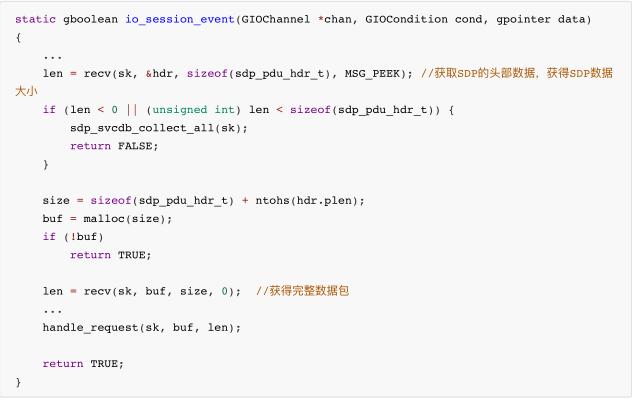 static gboolean io_session_event(GIOChannel *chan, GIOCondition cond, gpointer data)
{
    ...
    len = recv(sk, &hdr, sizeof(sdp_pdu_hdr_t), MSG_PEEK); //获取SDP的头部数据，获得SDP数据
大小
    if (len < 0 || (unsigned int) len < sizeof(sdp_pdu_hdr_t)) {
        sdp_svcdb_collect_all(sk);
        return FALSE;
    }

    size = sizeof(sdp_pdu_hdr_t) + ntohs(hdr.plen);
    buf = malloc(size);
    if (!buf)
        return TRUE;

    len = recv(sk, buf, size, 0);  //获得完整数据包
    ...
    handle_request(sk, buf, len);

    return TRUE;
}